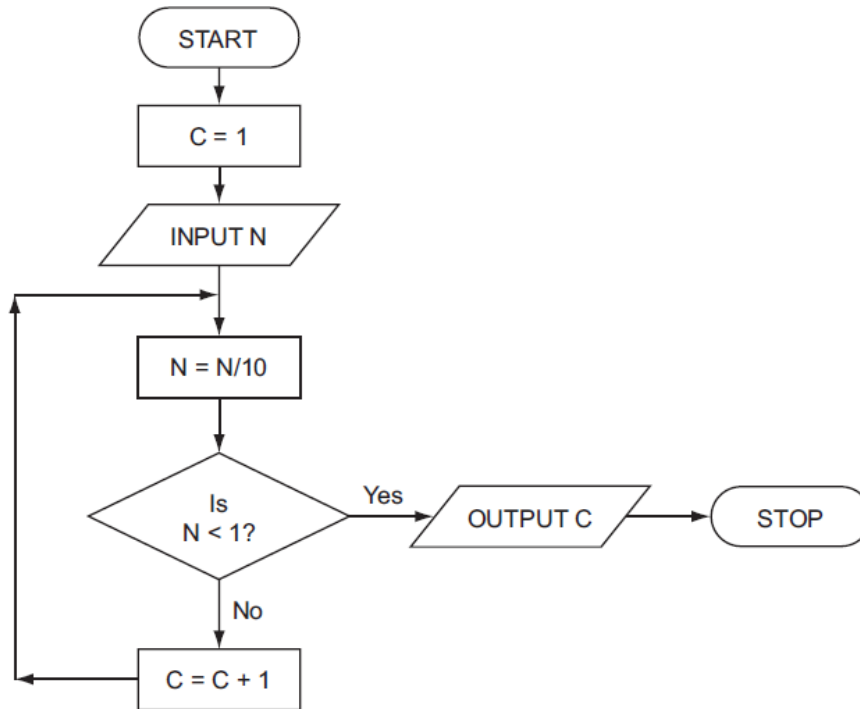 START
C = 1
INPUT N
N = N/10
Is
N < 1?
Yes
OUTPUT C
STOP
No
C = C + 1